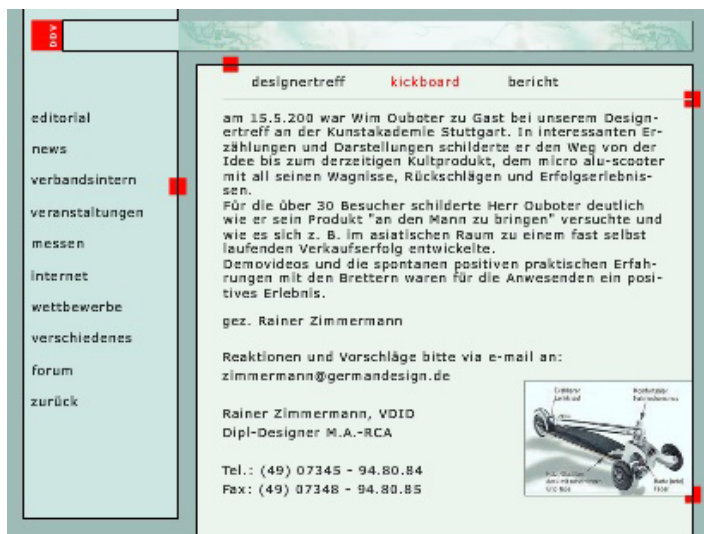 DDV
designertreff kickboard bericht
editorial
news
verbandsintern
veranstaltungen
messen
internet
wettbewerbe
verschiedenes
forum
zurück
am 15.5.200 war Wim Ouboter zu Gast bei unserem Design-
ertreff an der Kunstakademie Stuttgart. In interessanten Er-
zählungen und Darstellungen schilderte er den Weg von der
Idee bis zum derzeitigen Kultprodukt, dem micro alu-scooter
mit all seinen Wagnisse, Rückschlägen und Erfolgserlebnis-
sen.
Für die über 30 Besucher schilderte Herr Ouboter deutlich
wie er sein Produkt "an den Mann zu bringen" versuchte und
wie es sich z. B. im asiatischen Raum zu einem fast selbst
laufenden Verkaufserfolg entwickelte.
Demovideos und die spontanen positiven praktischen Erfah-
rungen mit den Brettern waren für die Anwesenden ein posi-
tives Erlebnis.
gez. Rainer Zimmermann
Reaktionen und Vorschläge bitte via e-mail an:
zimmermann@germandesign.de
Rainer Zimmermann, VDID
Dipl-Designer M.A.-RCA
Tel.: (49) 07345 - 94.80.84
Fax: (49) 07348 - 94.80.85